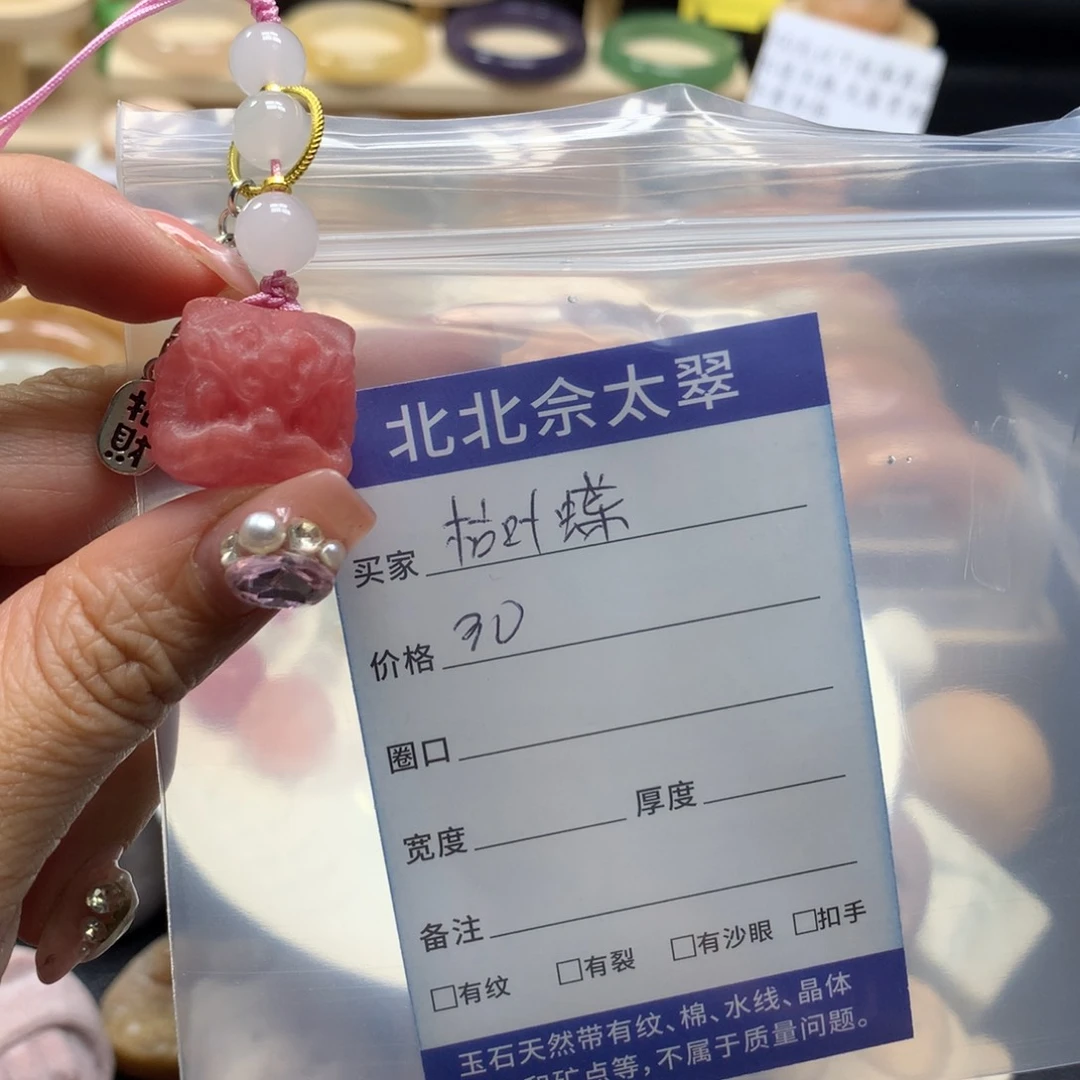 招
財
北北佘太翠
买家 枯叶蝶
价格 30
圈口
宽度 厚度
备注
□有纹 □有裂 □有沙眼 □扣手
玉石天然带有纹、棉、水线、晶体
矿点等，不属于质量问题。